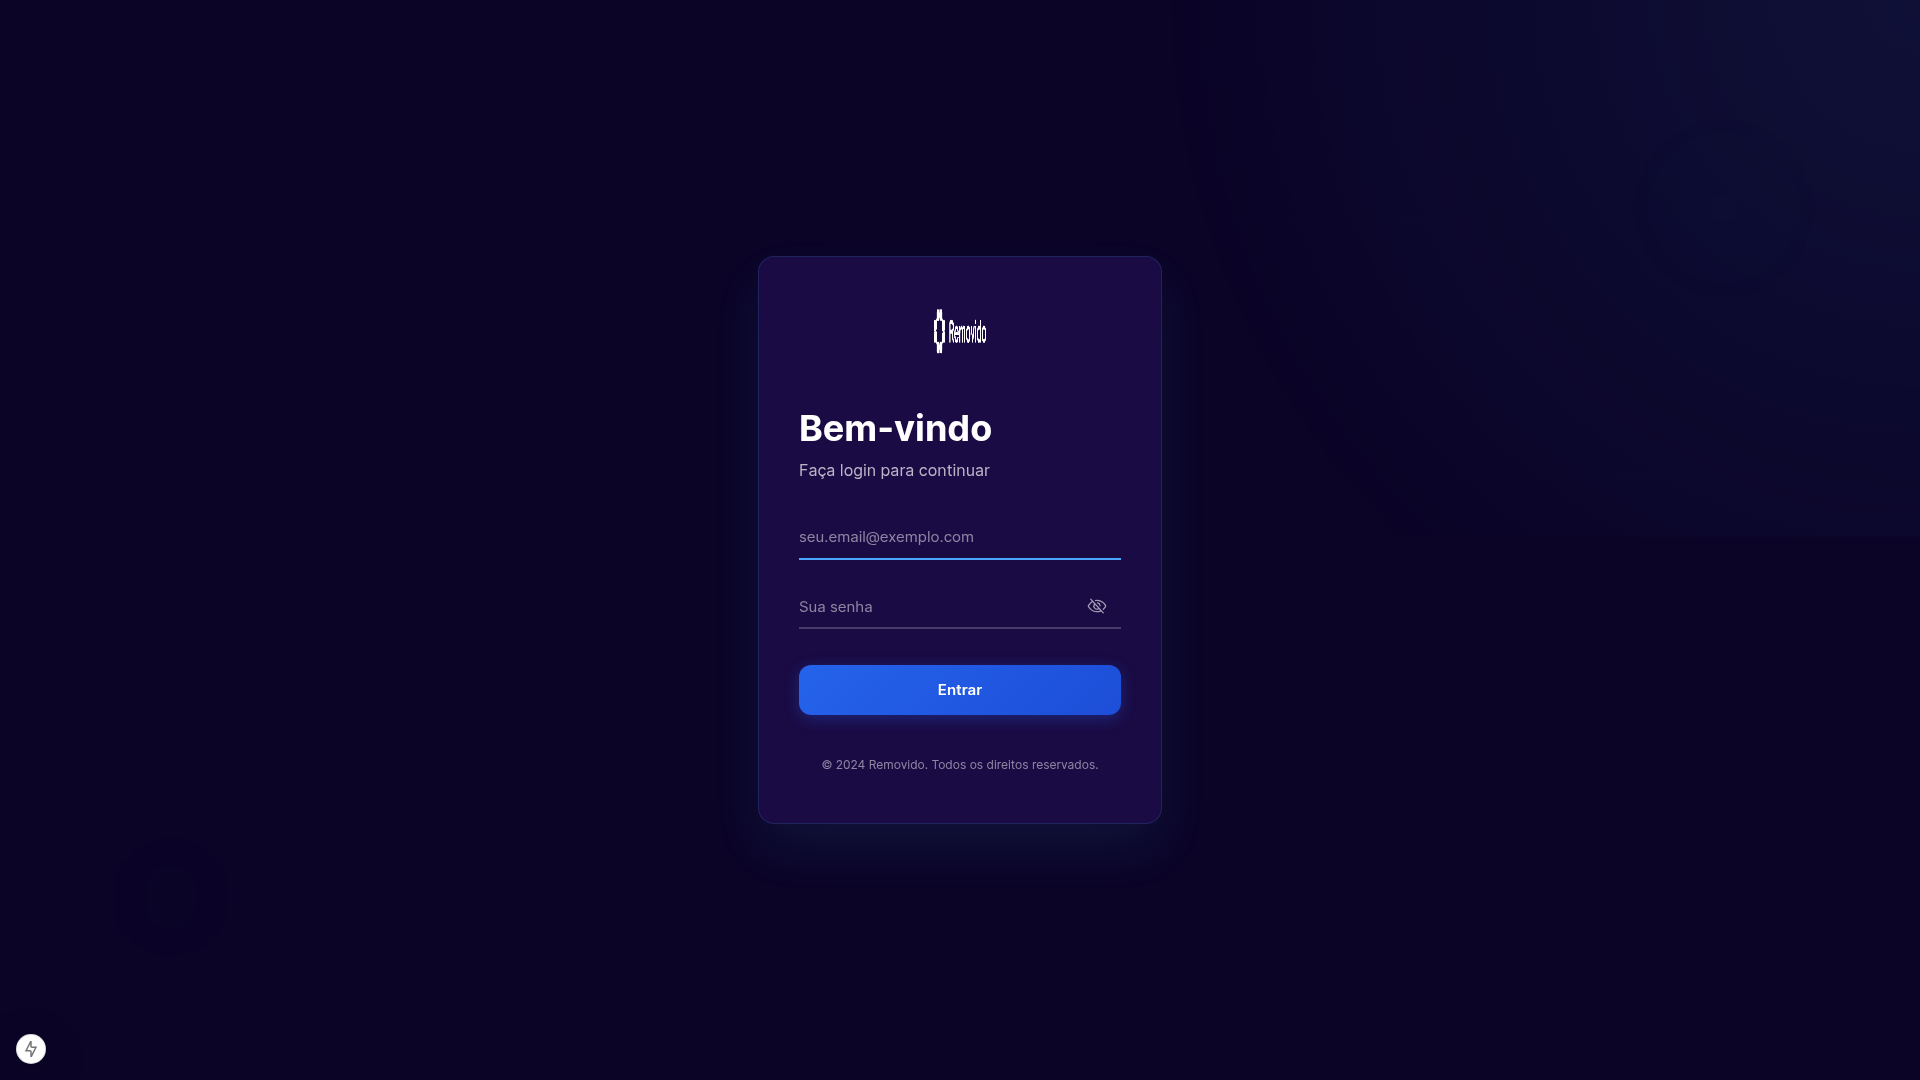 Removido
Bem-vindo
Faça login para continuar
seu.email@exemplo.com
Sua senha
Entrar
© 2024 Removido. Todos os direitos reservados.